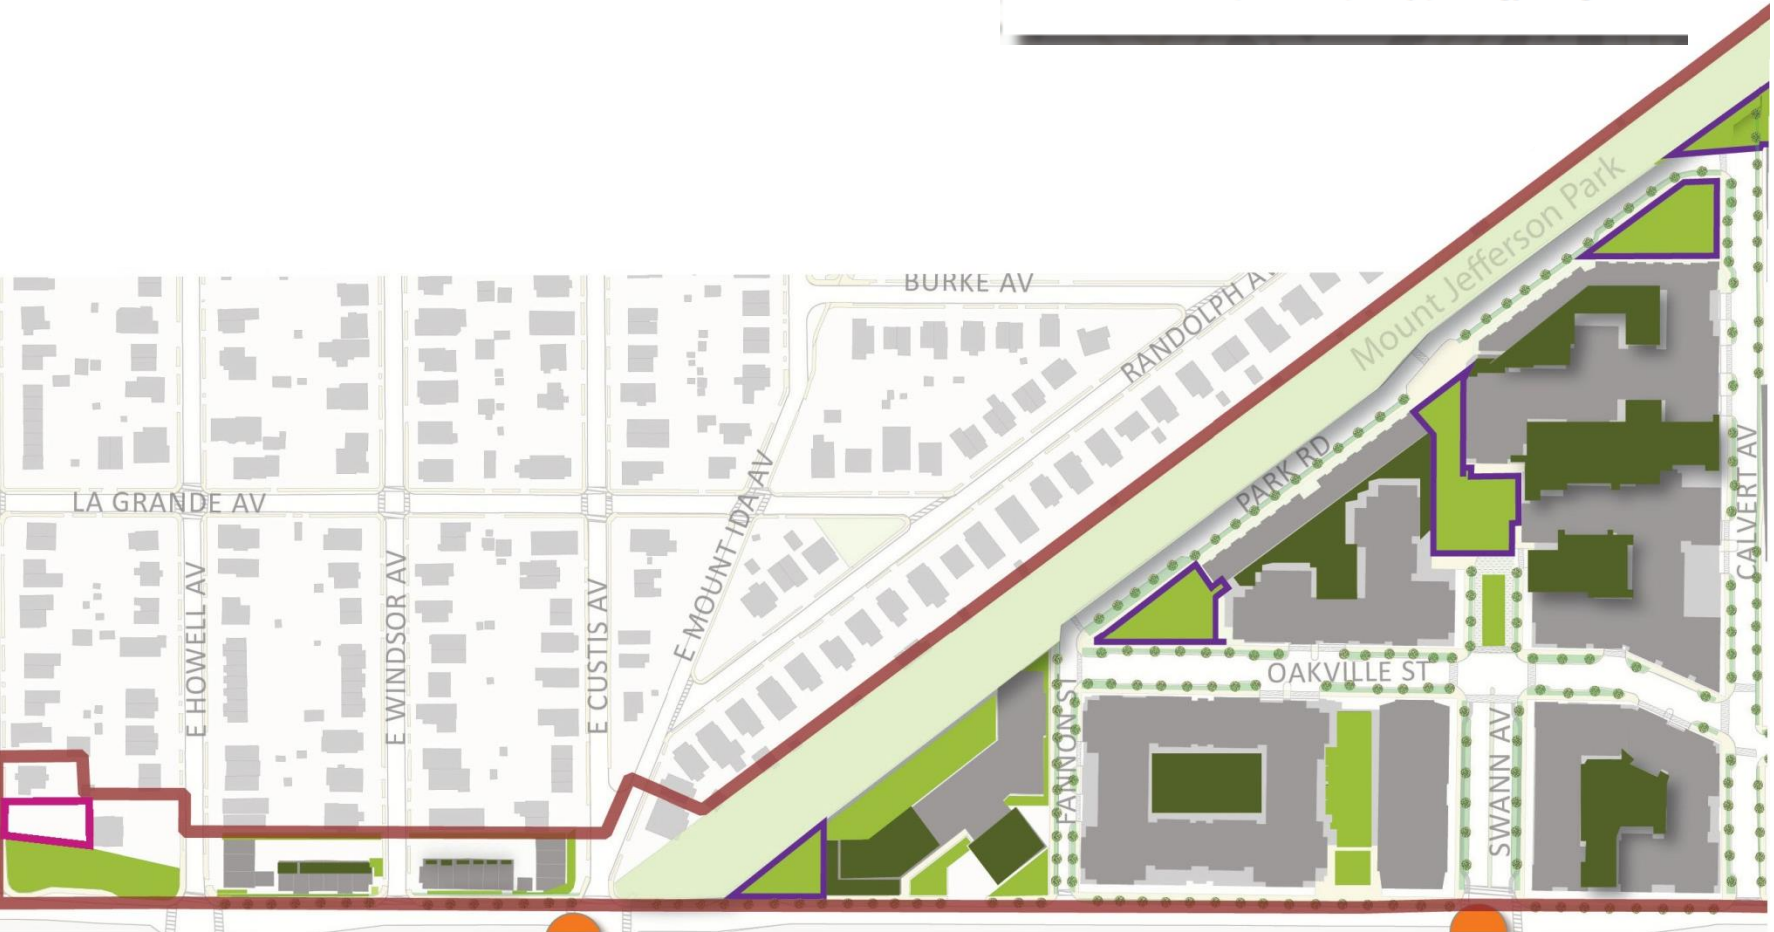 BURKE AV
RANDOLPH AV
Mount Jefferson Park
LA GRANDE AV
E HOWELL AV
E WINDSOR AV
E CUSTIS AV
E MOUNT IDA AV
PARK RD
CALVERT AV
OAKVILLE ST
FANNON ST
SWANN AV